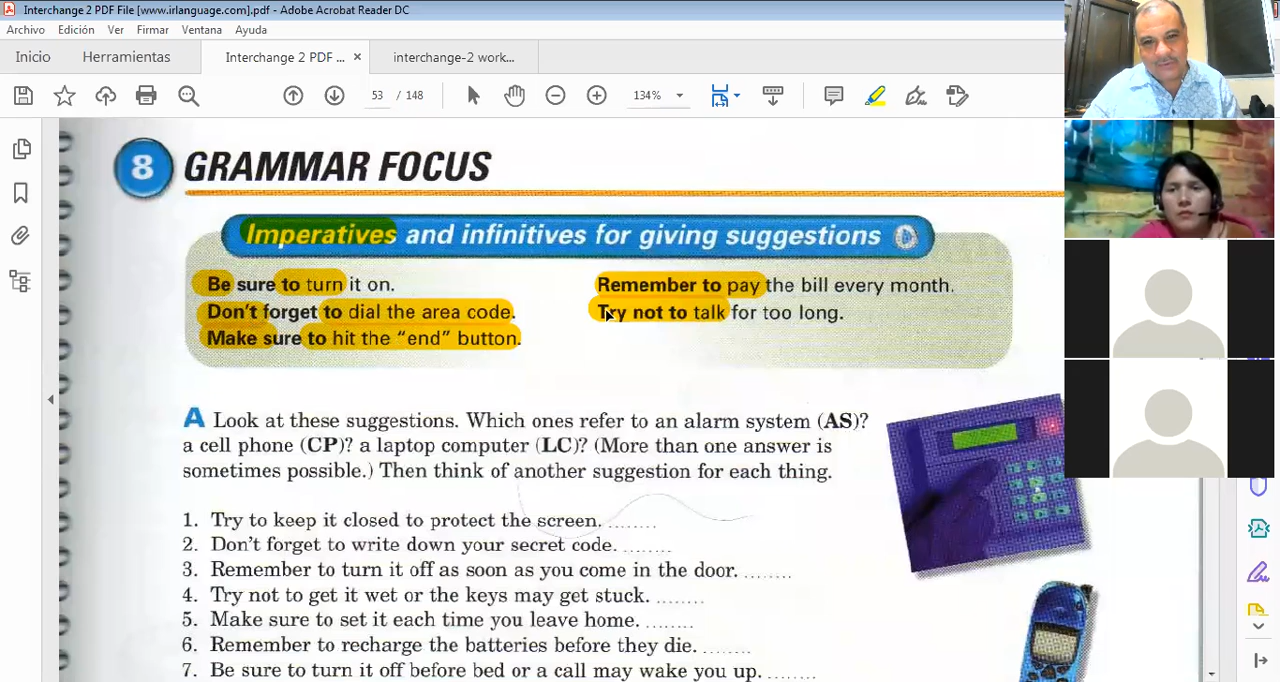 Interchange 2 PDF File [www.irlanguage.com].pdf - Adobe Acrobat Reader DC
Archivo Edición Ver Firmar Ventana Ayuda
Inicio Herramientas Interchange 2 PDF ... × interchange-2 work...
53 / 148 134%
8 GRAMMAR FOCUS
Imperatives and infinitives for giving suggestions
Be sure to turn it on.
Don't forget to dial the area code.
Make sure to hit the “end” button.
Remember to pay the bill every month.
Try not to talk for too long.
A Look at these suggestions. Which ones refer to an alarm system (AS)?
a cell phone (CP)? a laptop computer (LC)? (More than one answer is
sometimes possible.) Then think of another suggestion for each thing.
1. Try to keep it closed to protect the screen. ........
2. Don't forget to write down your secret code. ........
3. Remember to turn it off as soon as you come in the door. ........
4. Try not to get it wet or the keys may get stuck. ........
5. Make sure to set it each time you leave home. ........
6. Remember to recharge the batteries before they die. ........
7. Be sure to turn it off before bed or a call may wake you up. ........